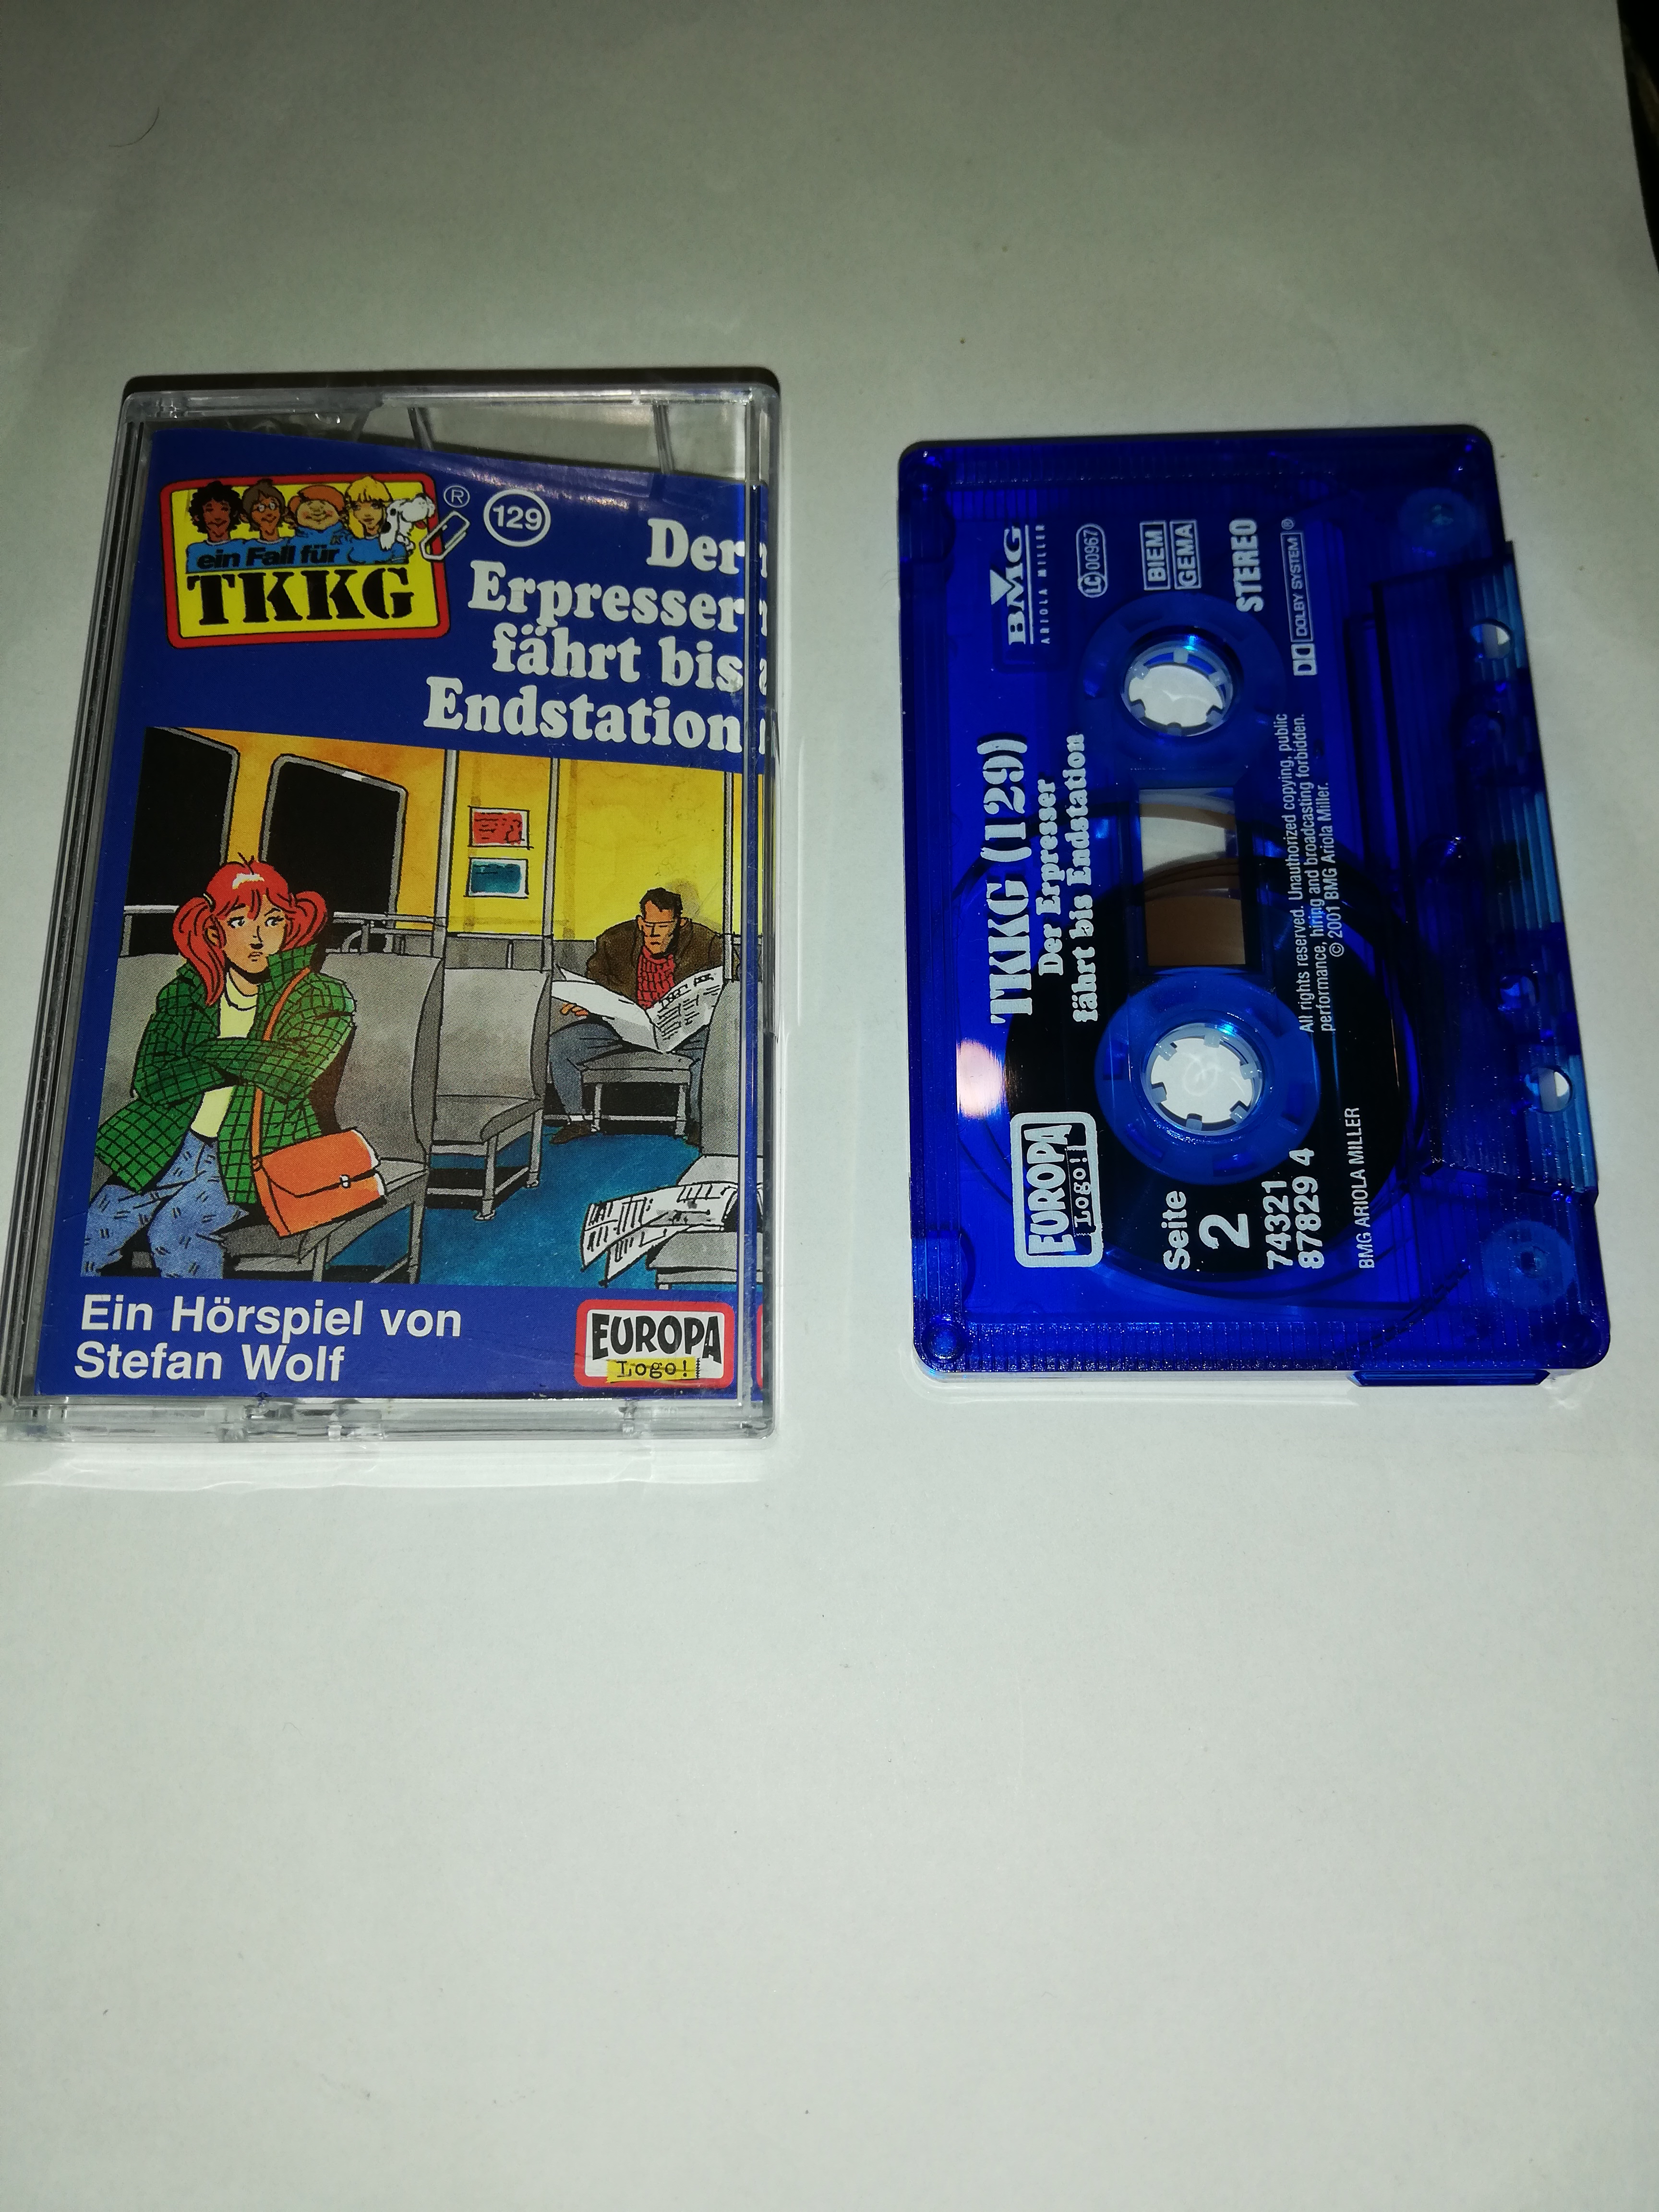 ein Fall für
TKKG
®
129
Der
Erpresser
fährt bis
Endstation
Ein Hörspiel von
Stefan Wolf
EUROPA
Logo!
BMG
ARIOLA MILLER
LC 00967
BIEM
GEMA
STEREO
DOLBY SYSTEM®
TKKG (129)
Der Erpresser
fährt bis Endstation
All rights reserved. Unauthorized copying, public
performance, hiring and broadcasting forbidden.
© 2001 BMG Ariola Miller.
EUROPA
Logo!
Seite
2
74321
87829 4
BMG ARIOLA MILLER